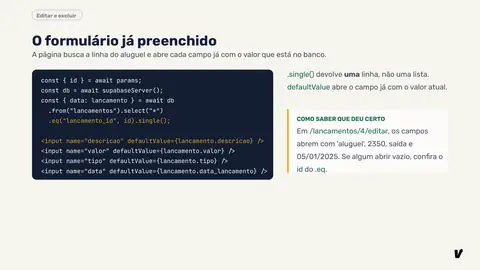 Editar e excluir
O formulário já preenchido
A página busca a linha do aluguel e abre cada campo já com o valor que está no banco.
const { id } = await params;
const db = await supabaseServer();
const { data: lancamento } = await db
.from("lancamentos").select("*")
.eq("lancamento_id", id).single();
<input name="descricao" defaultValue={lancamento.descricao} />
<input name="valor" defaultValue={lancamento.valor} />
<input name="tipo" defaultValue={lancamento.tipo} />
<input name="data" defaultValue={lancamento.data_lancamento} />
.single() devolve uma linha, não uma lista.
defaultValue abre o campo já com o valor atual.
COMO SABER QUE DEU CERTO
Em /lancamentos/4/editar, os campos
abrem com 'aluguel', 2350, saída e
05/01/2025. Se algum abrir vazio, confira o
id do .eq.